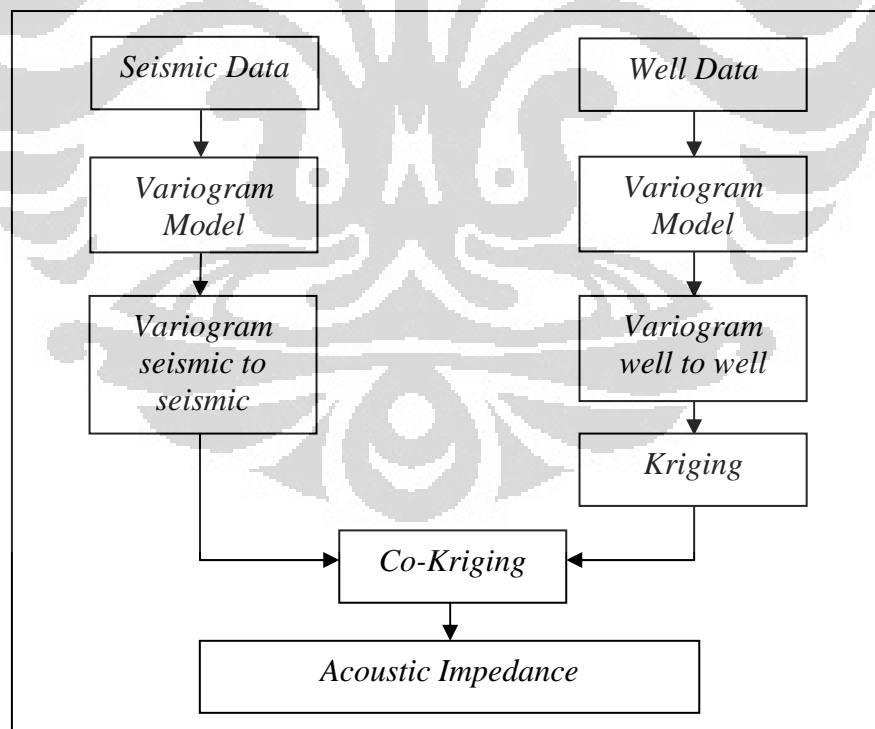 Seismic Data
Well Data
Variogram
Model
Variogram
Model
Variogram
seismic to
seismic
Variogram
well to well
Kriging
Co-Kriging
Acoustic Impedance